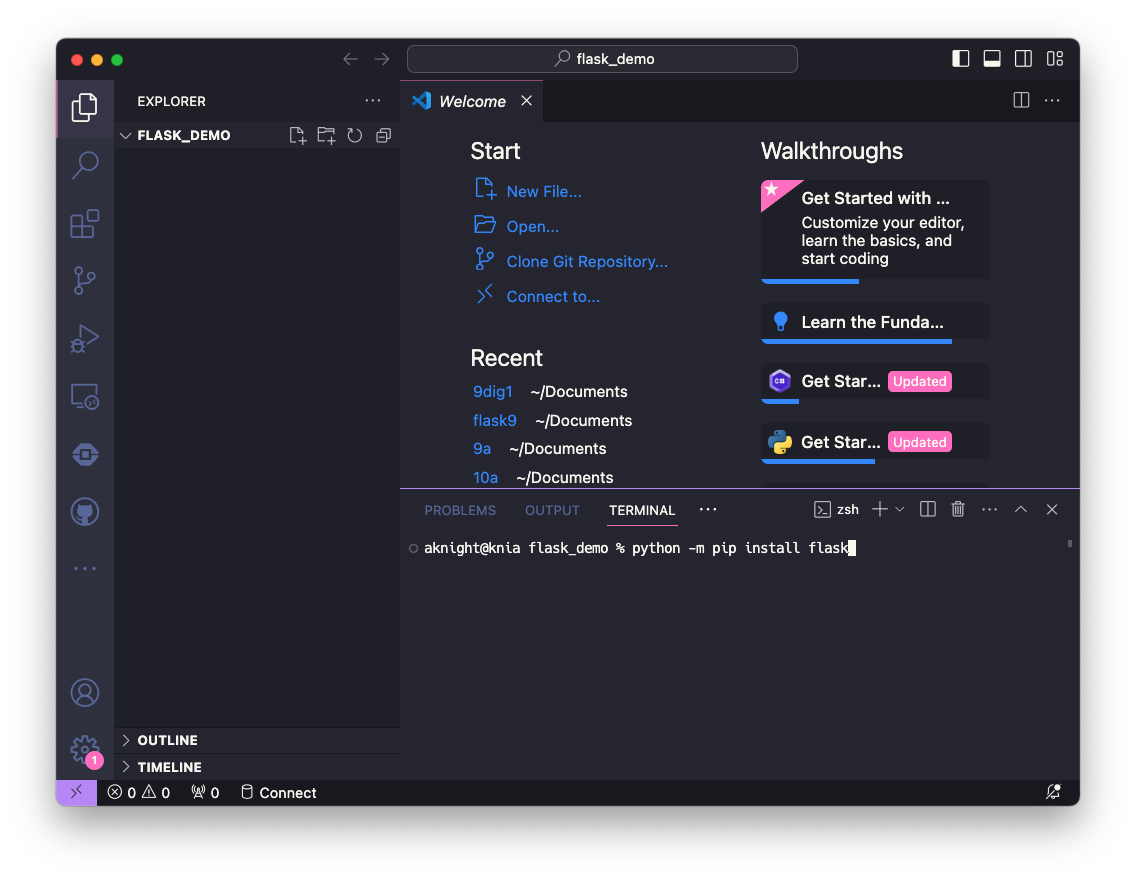 flask_demo
EXPLORER
FLASK_DEMO
Welcome
Start
New File...
Open...
Clone Git Repository...
Connect to...
Recent
9dig1 ~/Documents
flask9 ~/Documents
9a ~/Documents
10a ~/Documents
Walkthroughs
Get Started with ...
Customize your editor,
learn the basics, and
start coding
Learn the Funda...
Get Star... Updated
Get Star... Updated
PROBLEMS OUTPUT TERMINAL ... zsh
aknight@knia flask_demo % python -m pip install flask
OUTLINE
TIMELINE
1
0 0 0 Connect